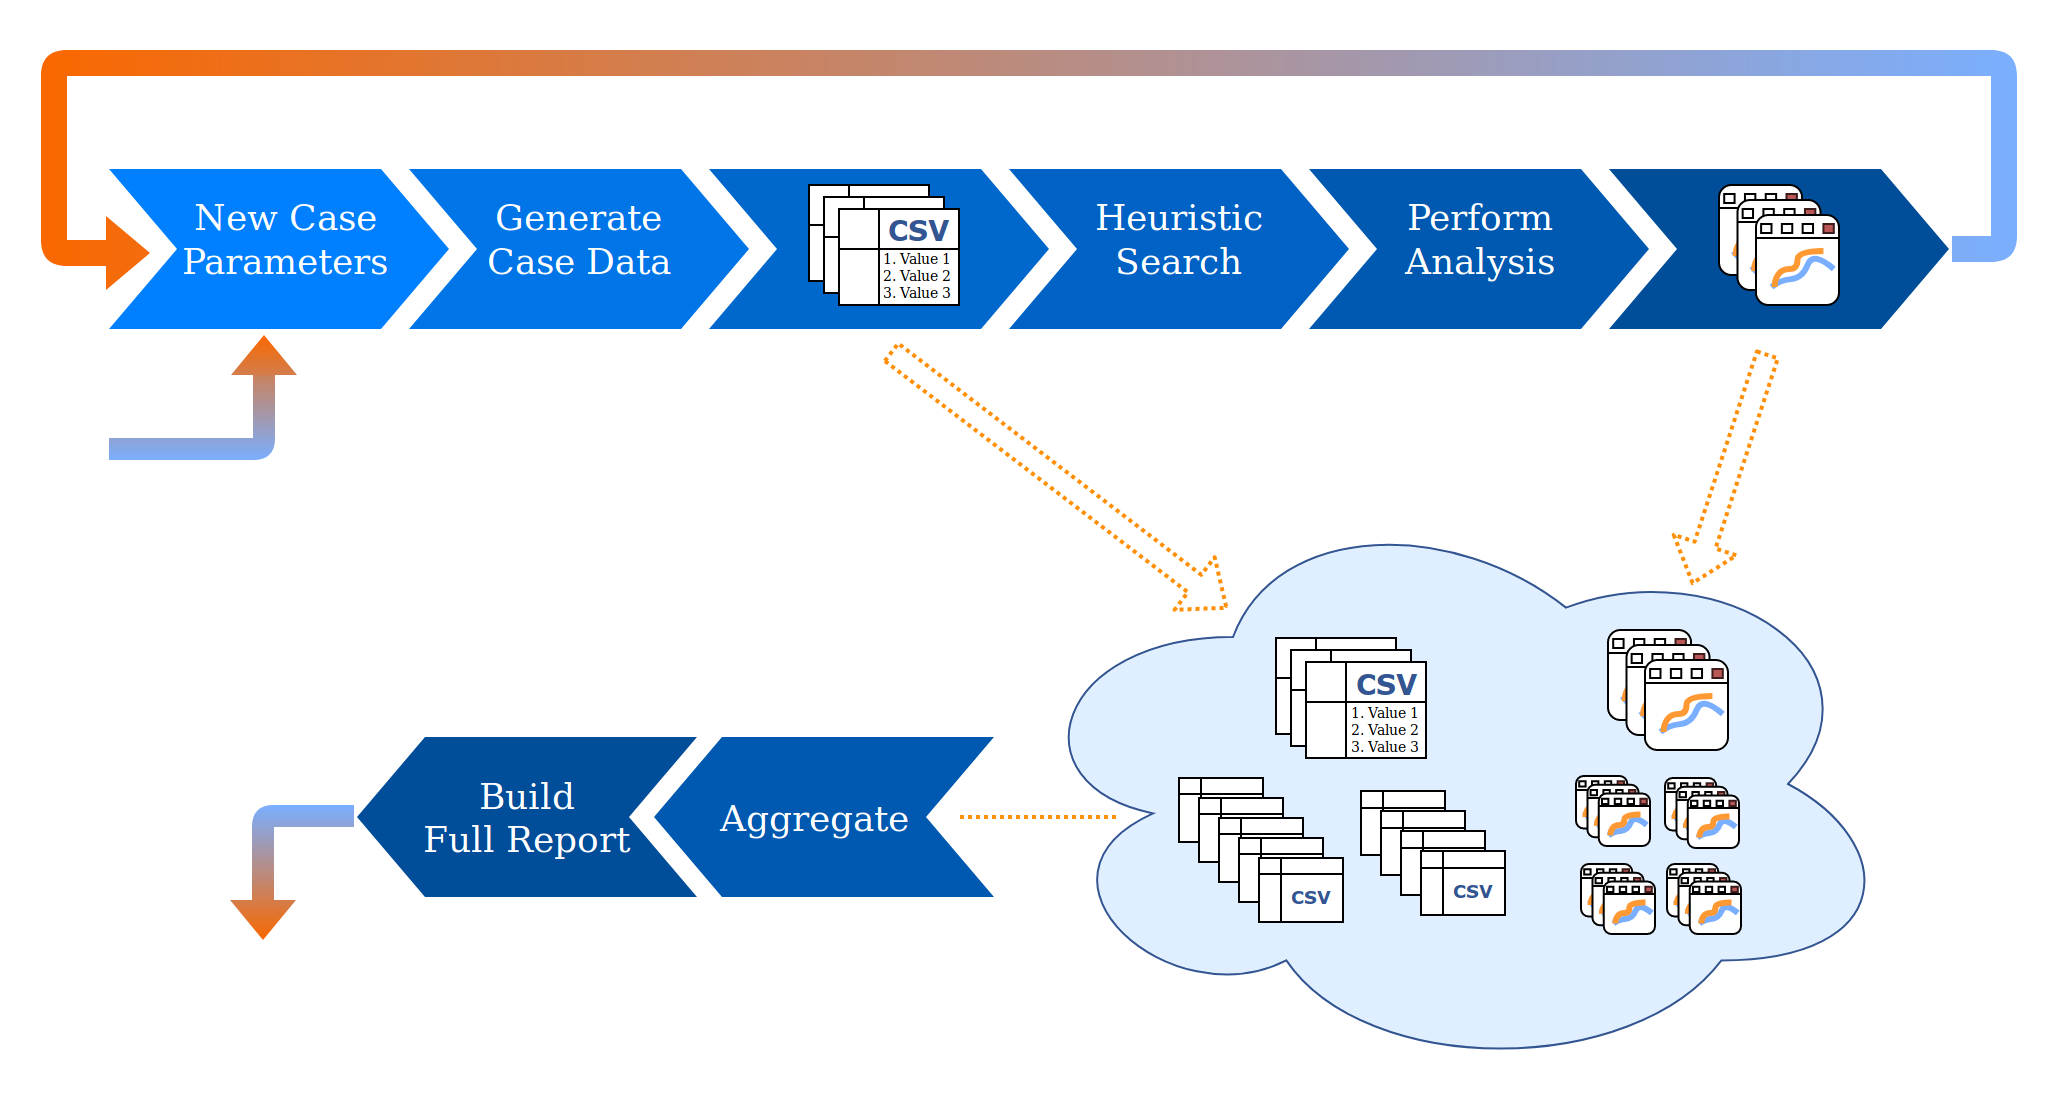 New Case
Parameters
Generate
Case Data
CSV
1. Value 1
2. Value 2
3. Value 3
Heuristic
Search
Perform
Analysis
CSV
1. Value 1
2. Value 2
3. Value 3
Build
Full Report
Aggregate
CSV
CSV